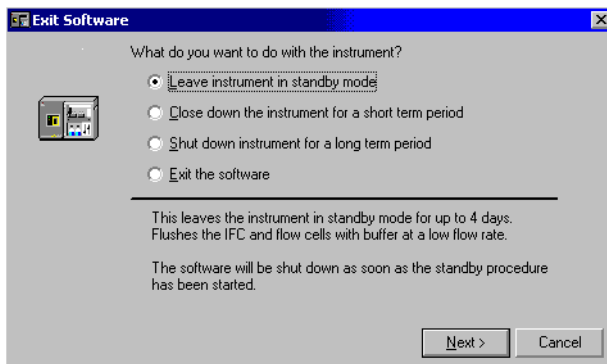 Exit Software
What do you want to do with the instrument?
Leave instrument in standby mode
Close down the instrument for a short term period
Shut down instrument for a long term period
Exit the software
This leaves the instrument in standby mode for up to 4 days.
Flushes the IFC and flow cells with buffer at a low flow rate.
The software will be shut down as soon as the standby procedure
has been started.
Next >
Cancel